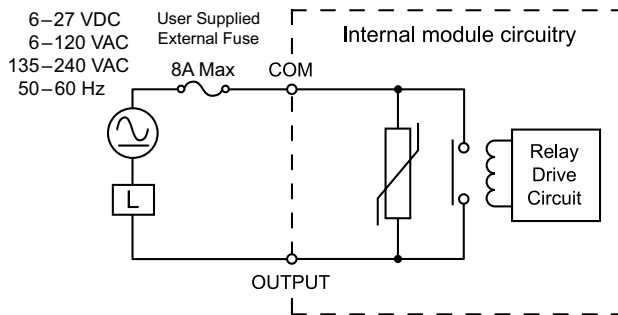 6–27 VDC
6–120 VAC
135–240 VAC
50–60 Hz
User Supplied
External Fuse
8A Max
COM
Internal module circuitry
L
Relay
Drive
Circuit
OUTPUT